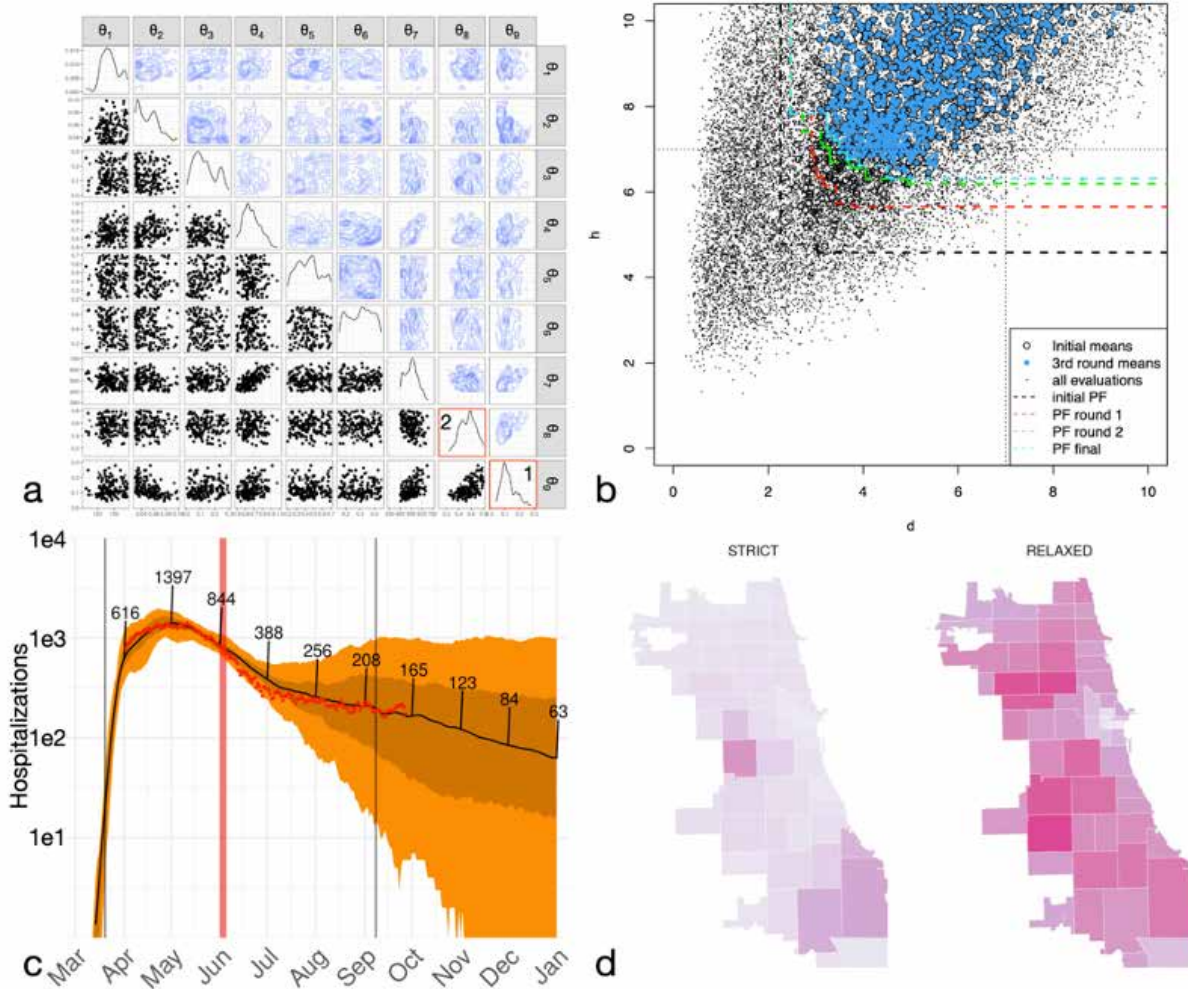 θ1 θ2 θ3 θ4 θ5 θ6 θ7 θ8 θ9
θ1
θ2
θ3
θ4
θ5
θ6
θ7
θ8
θ9
2
1
a
10
8
6
4
2
0
h
0 2 4 6 8 10
d
Initial means
3rd round means
all evaluations
initial PF
PF round 1
PF round 2
PF final
b
1e4
1e3
1e2
1e1
Hospitalizations
616
1397
844
388
256
208
165
123
84
63
Mar Apr May Jun Jul Aug Sep Oct Nov Dec Jan
c
STRICT RELAXED
d